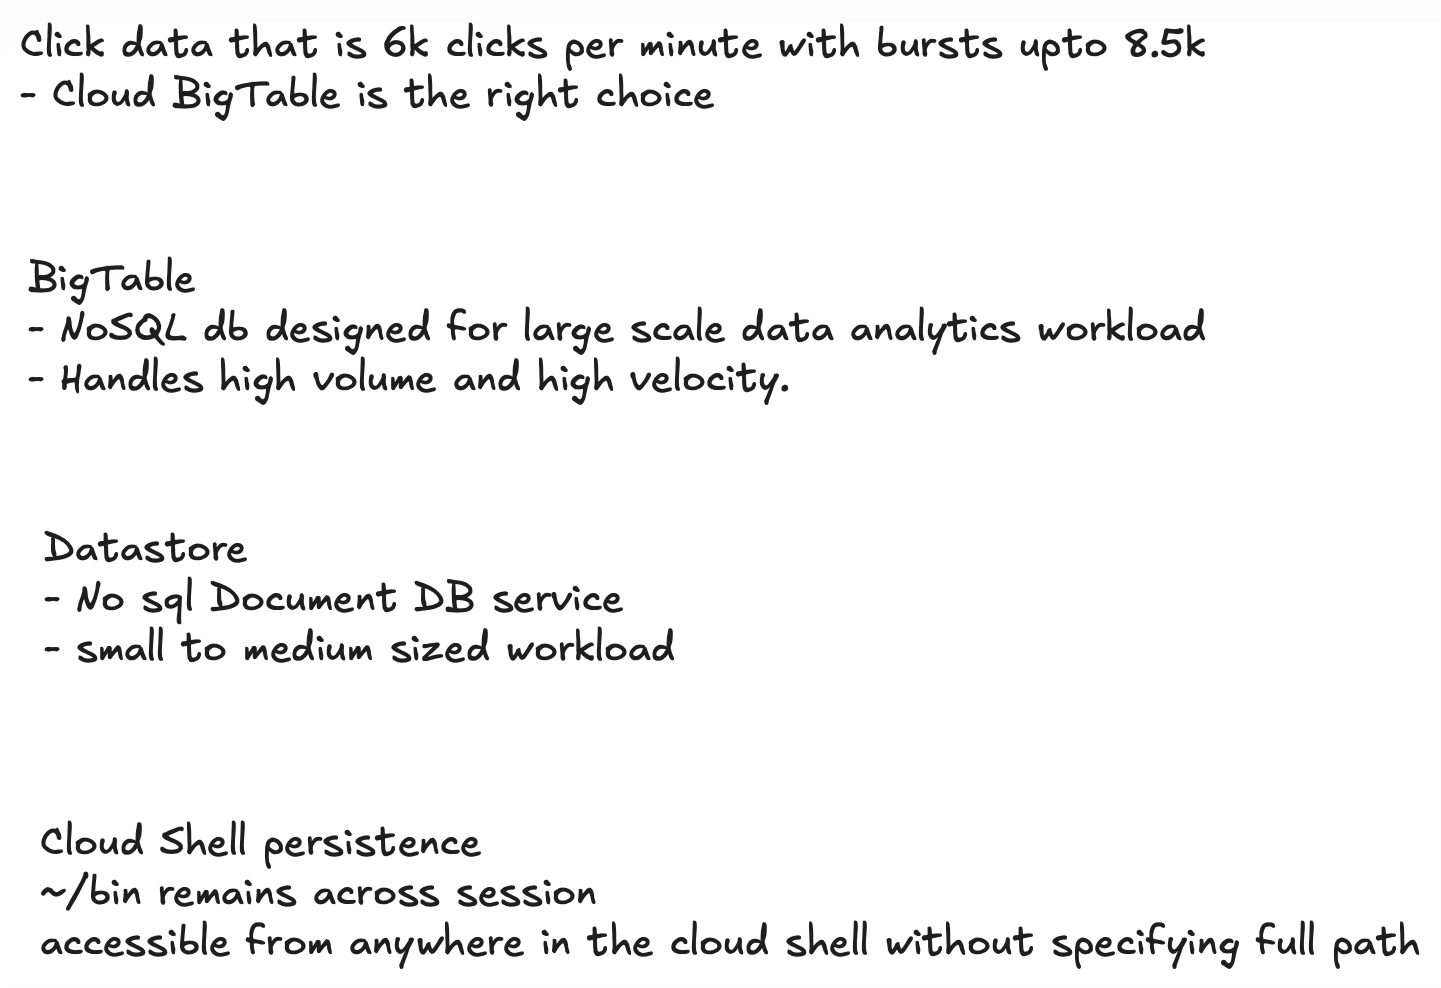 Click data that is 6k clicks per minute with bursts upto 8.5k
- Cloud BigTable is the right choice
BigTable
- NoSQL db designed for large scale data analytics workload
- Handles high volume and high velocity.
Datastore
- No sql Document DB service
- small to medium sized workload
Cloud Shell persistence
~/bin remains across session
accessible from anywhere in the cloud shell without specifying full path